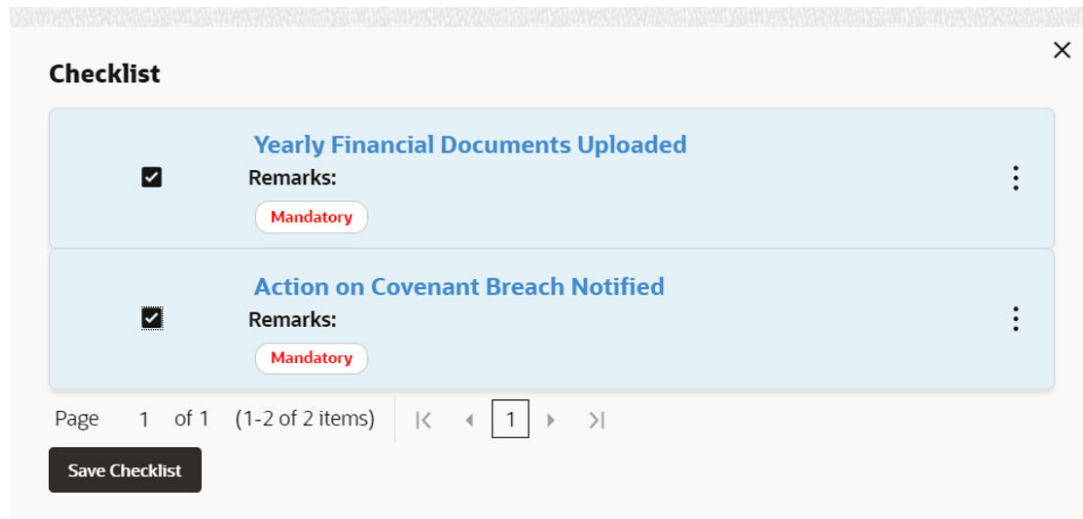 Checklist
Yearly Financial Documents Uploaded
Remarks:
Mandatory
Action on Covenant Breach Notified
Remarks:
Mandatory
Page 1 of 1 (1-2 of 2 items) 1
Save Checklist